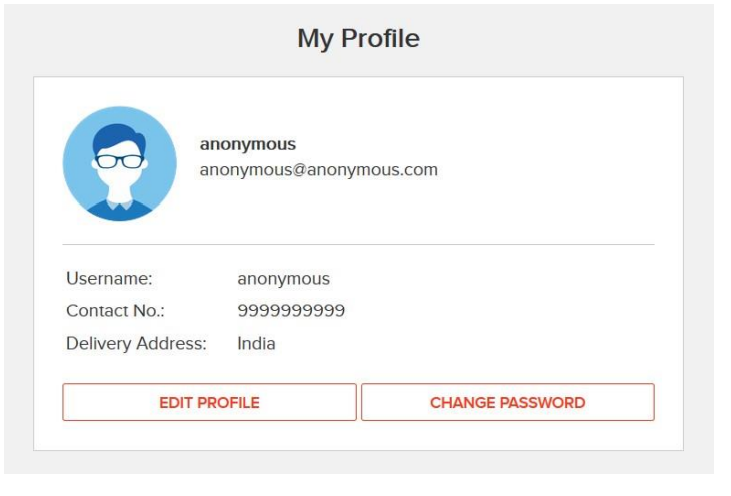 My Profile
anonymous
anonymous@anonymous.com
Username: anonymous
Contact No.: 9999999999
Delivery Address: India
EDIT PROFILE CHANGE PASSWORD